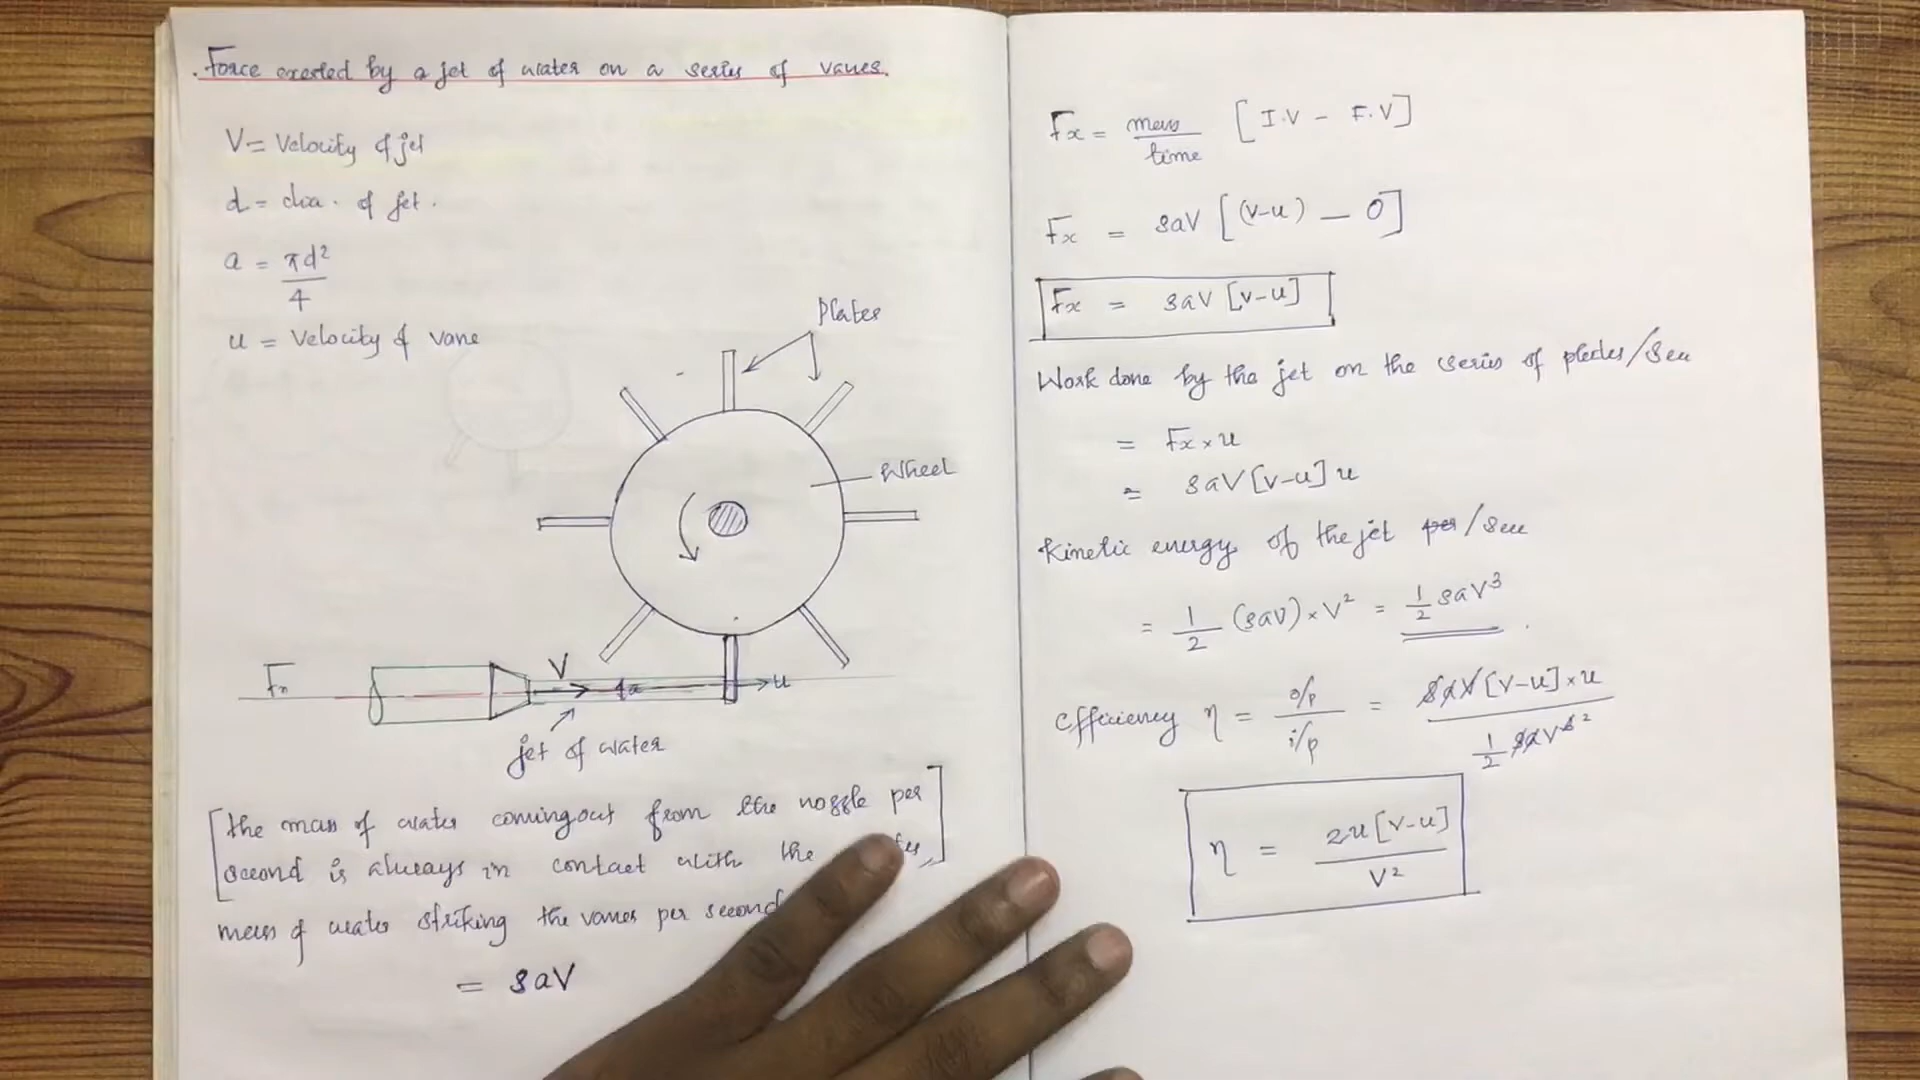 Force exerted by a jet of water on a series of vanes.
V = Velocity of jet
d = dia. of jet.
a = πd²/4
u = Velocity of vane
Plates
Wheel
Fx
V
a
u
jet of water
[the mass of water coming out from the nozzle per
second is always in contact with the]
mass of water striking the vanes per second
= ρaV
Fx = mass/time [I.V - F.V]
Fx = ρaV [(V-u) - 0]
Fx = ρaV [V-u]
Work done by the jet on the series of plates/sec
= Fx × u
= ρaV [V-u] u
Kinetic energy of the jet per/sec
= 1/2 (ρaV) × V² = 1/2 ρaV³
Efficiency η = o/p / i/p = ρaV [V-u] × u / 1/2 ρaV³ ²
η = 2u[V-u] / V²